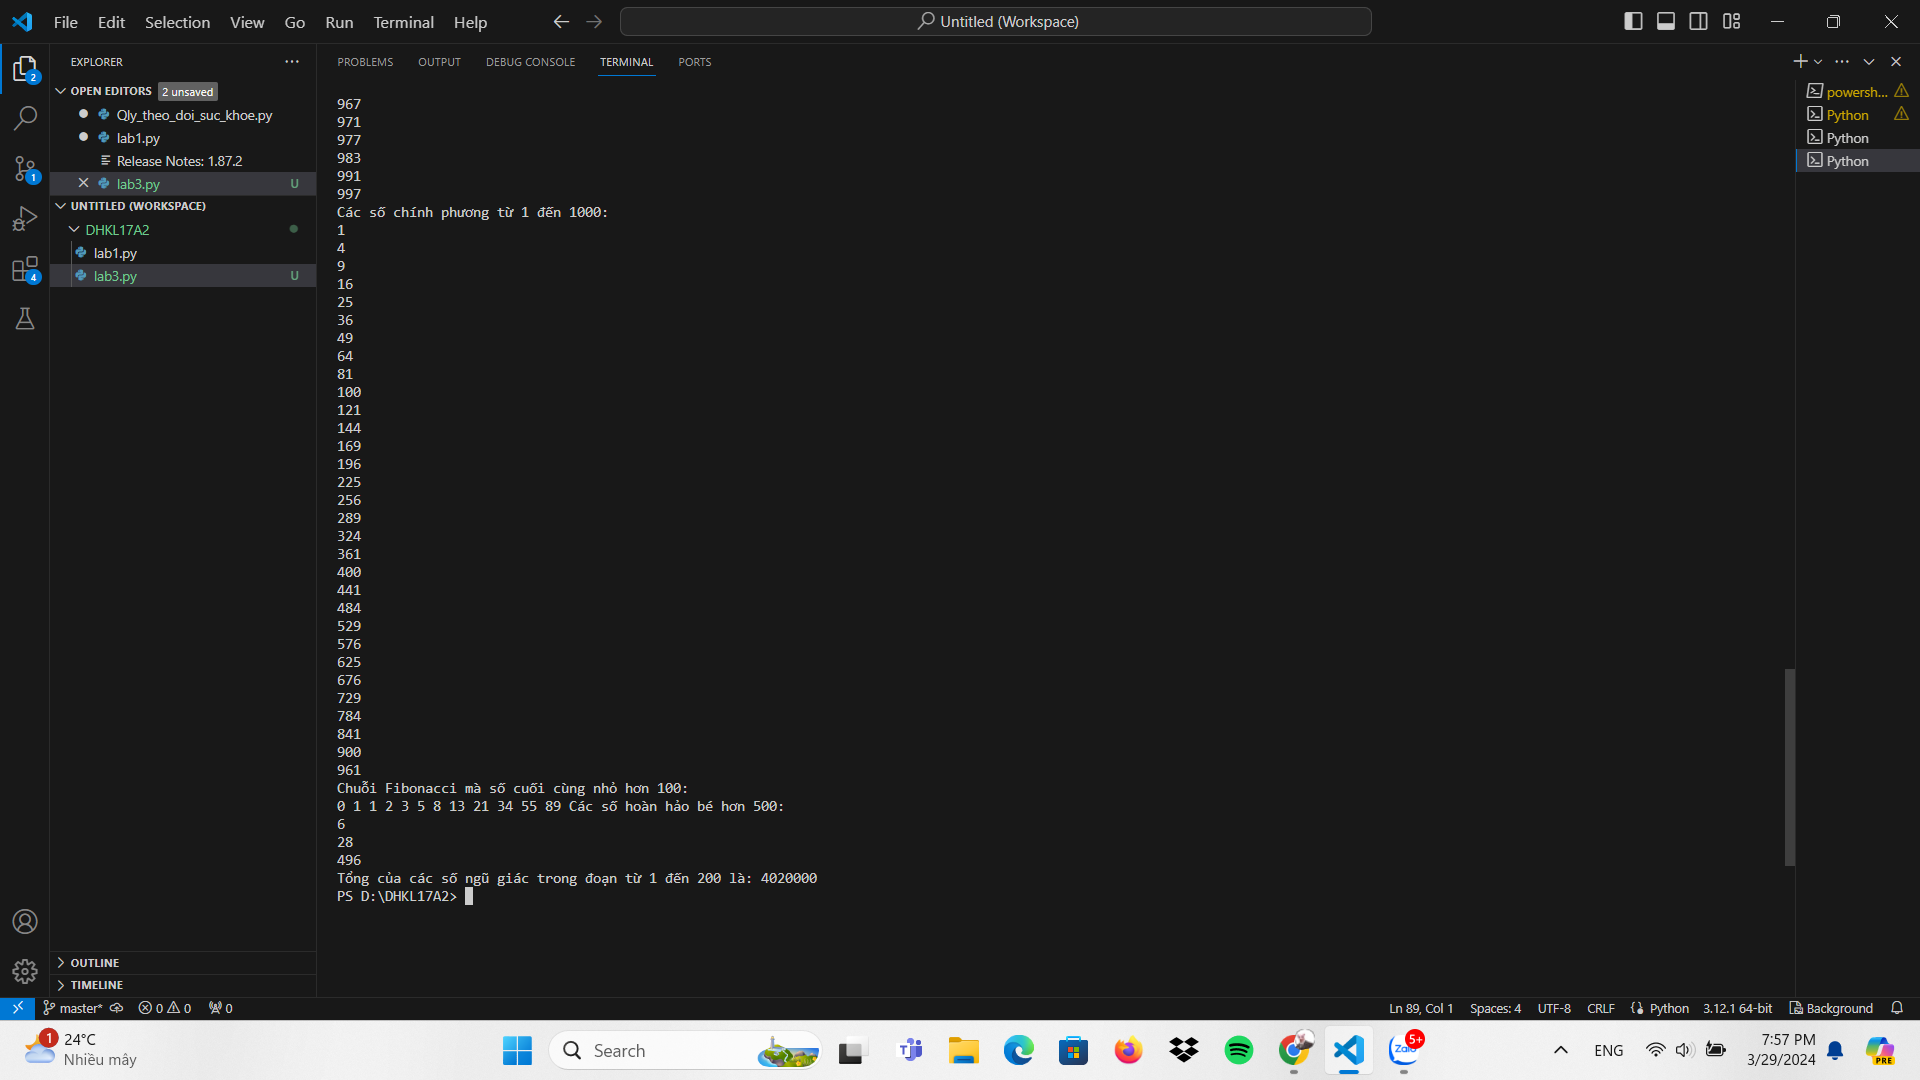 File Edit Selection View Go Run Terminal Help
Untitled (Workspace)
EXPLORER
OPEN EDITORS 2 unsaved
Qly_theo_doi_suc_khoe.py
lab1.py
Release Notes: 1.87.2
lab3.py U
UNTITLED (WORKSPACE)
DHKL17A2
lab1.py
lab3.py U
OUTLINE
TIMELINE
2
1
4
PROBLEMS OUTPUT DEBUG CONSOLE TERMINAL PORTS
967
971
977
983
991
997
Các số chính phương từ 1 đến 1000:
1
4
9
16
25
36
49
64
81
100
121
144
169
196
225
256
289
324
361
400
441
484
529
576
625
676
729
784
841
900
961
Chuỗi Fibonacci mà số cuối cùng nhỏ hơn 100:
0 1 1 2 3 5 8 13 21 34 55 89 Các số hoàn hảo bé hơn 500:
6
28
496
Tổng của các số ngũ giác trong đoạn từ 1 đến 200 là: 4020000
PS D:\DHKL17A2>
powersh...
Python
Python
Python
master* 0 0 0
Ln 89, Col 1 Spaces: 4 UTF-8 CRLF Python 3.12.1 64-bit Background
1
24°C
Nhiều mây
Search
Zalo
5+
ENG
7:57 PM
3/29/2024
PRE